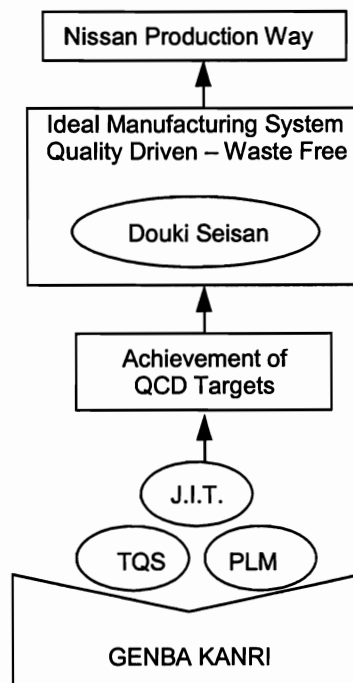 Nissan Production Way
Ideal Manufacturing System
Quality Driven – Waste Free
Douki Seisan
Achievement of
QCD Targets
J.I.T.
TQS
PLM
GENBA KANRI